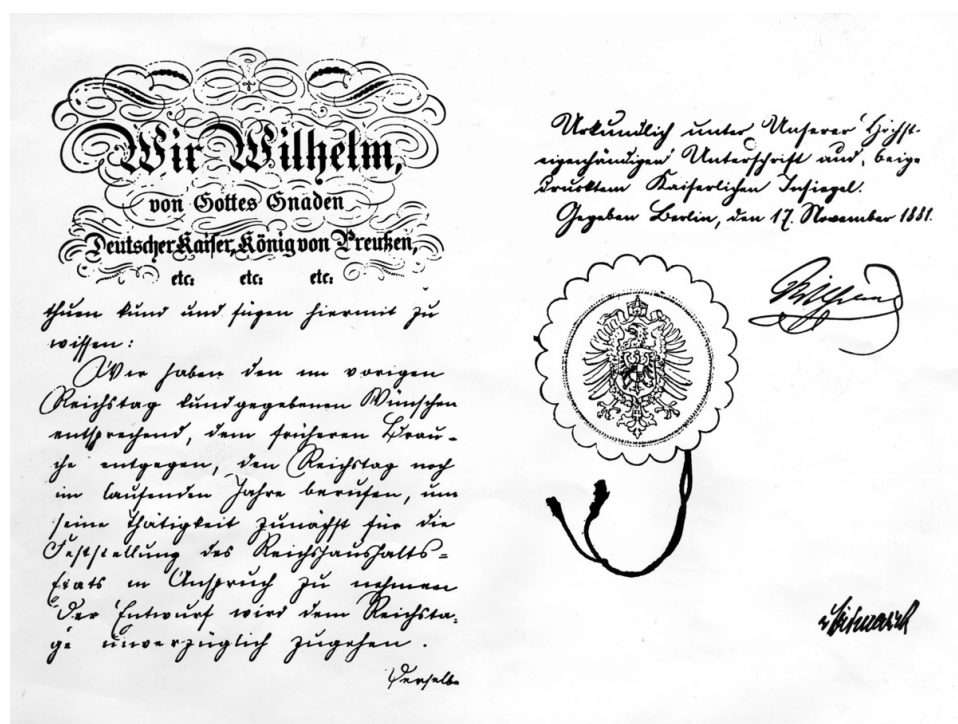 Wir Wilhelm,
von Gottes Gnaden
Deutscher Kaiser, König von Preußen,
etc: etc: etc:
thuen kund und fügen hiermit zu
wissen:
Wir haben den im vorigen
Reichstag kundgegebenen Wünschen
entsprechend, dem früheren Brau-
che entgegen, den Reichstag noch
im laufenden Jahre berufen, um
seine Thätigkeit zunächst für die
Feststellung des Reichshaushalts-
Etats in Anspruch zu nehmen
Der Entwurf wird dem Reichsta-
ge unverzüglich zugehen.
Derselbe
Urkundlich unter Unserer Höchst-
eigenhändigen Unterschrift und beige-
drucktem Kaiserlichen Insiegel.
Gegeben Berlin, den 17. November 1881.
Wilhelm
v Bismarck